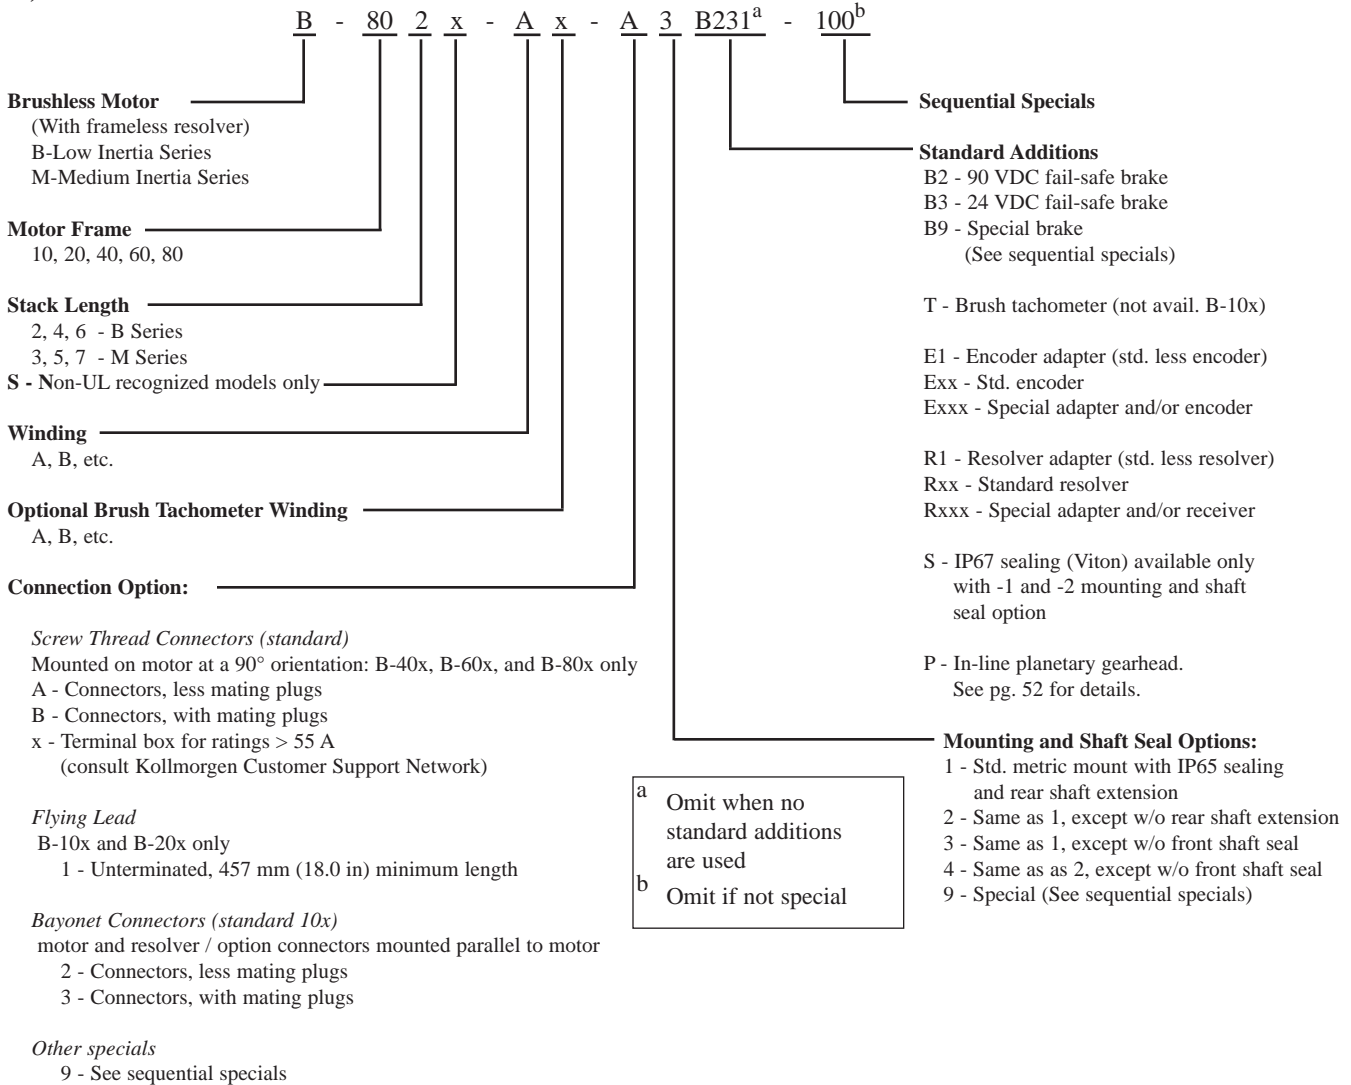 B - 80 2 x - A x - A 3 B231a - 100b
Brushless Motor
(With frameless resolver)
B-Low Inertia Series
M-Medium Inertia Series
Motor Frame
10, 20, 40, 60, 80
Stack Length
2, 4, 6 - B Series
3, 5, 7 - M Series
S - Non-UL recognized models only
Winding
A, B, etc.
Optional Brush Tachometer Winding
A, B, etc.
Connection Option:
Screw Thread Connectors (standard)
Mounted on motor at a 90° orientation: B-40x, B-60x, and B-80x only
A - Connectors, less mating plugs
B - Connectors, with mating plugs
x - Terminal box for ratings > 55 A
(consult Kollmorgen Customer Support Network)
Flying Lead
B-10x and B-20x only
1 - Unterminated, 457 mm (18.0 in) minimum length
Bayonet Connectors (standard 10x)
motor and resolver / option connectors mounted parallel to motor
2 - Connectors, less mating plugs
3 - Connectors, with mating plugs
Other specials
9 - See sequential specials
Sequential Specials
Standard Additions
B2 - 90 VDC fail-safe brake
B3 - 24 VDC fail-safe brake
B9 - Special brake
(See sequential specials)
T - Brush tachometer (not avail. B-10x)
E1 - Encoder adapter (std. less encoder)
Exx - Std. encoder
Exxx - Special adapter and/or encoder
R1 - Resolver adapter (std. less resolver)
Rxx - Standard resolver
Rxxx - Special adapter and/or receiver
S - IP67 sealing (Viton) available only
with -1 and -2 mounting and shaft
seal option
P - In-line planetary gearhead.
See pg. 52 for details.
Mounting and Shaft Seal Options:
1 - Std. metric mount with IP65 sealing
and rear shaft extension
2 - Same as 1, except w/o rear shaft extension
3 - Same as 1, except w/o front shaft seal
4 - Same as as 2, except w/o front shaft seal
9 - Special (See sequential specials)
a Omit when no
standard additions
are used
b Omit if not special